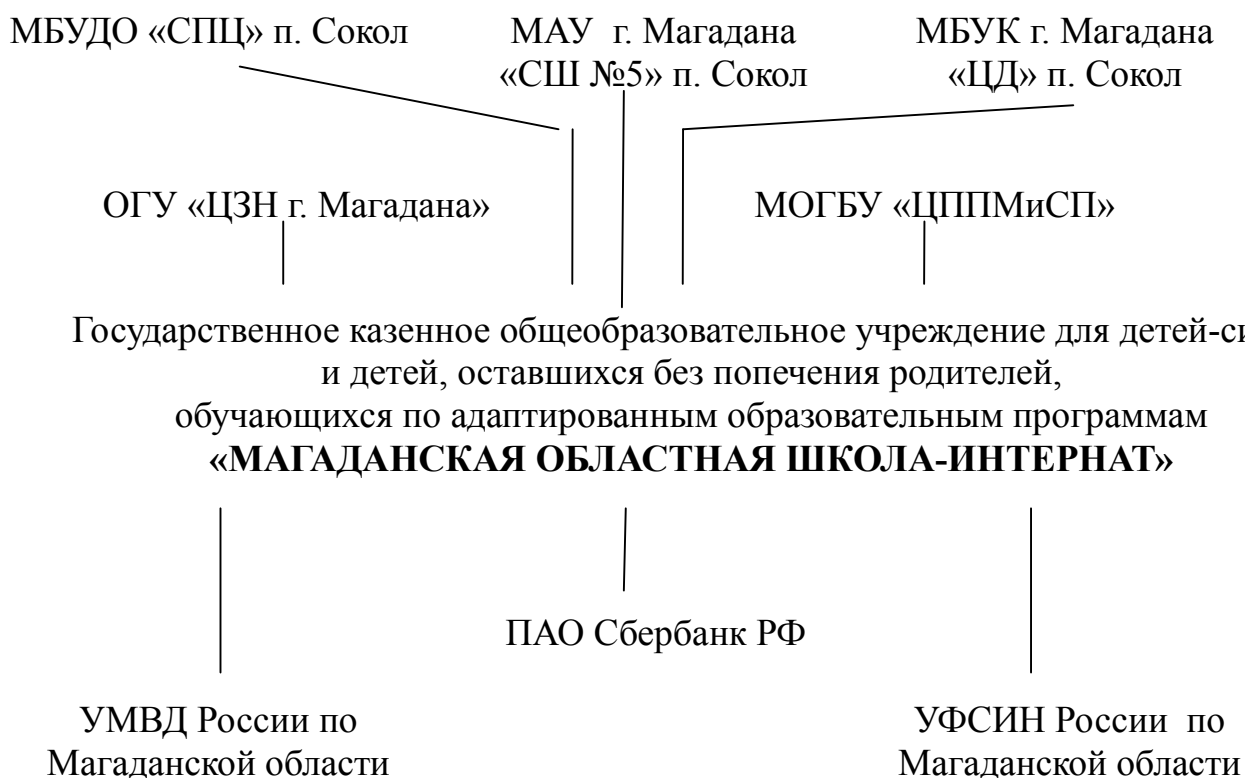 МБУДО «СПЦ» п. Сокол
МАУ г. Магадана
«СШ №5» п. Сокол
МБУК г. Магадана
«ЦД» п. Сокол
ОГУ «ЦЗН г. Магадана»
МОГБУ «ЦППМиСП»
Государственное казенное общеобразовательное учреждение для
и детей, оставшихся без попечения родителей,
обучающихся по адаптированным образовательным программам
«МАГАДАНСКАЯ ОБЛАСТНАЯ ШКОЛА-ИНТЕРНАТ»
ПАО Сбербанк РФ
УМВД России по
Магаданской области
УФСИН России по
Магаданской области